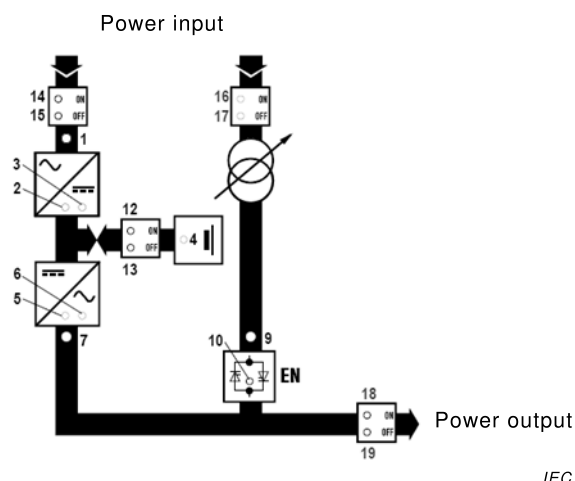 Power input
14 ON 16 ON
15 OFF 17 OFF
1
3
2
12
ON 4
OFF
13
6
5
7 10 9
EN
18
ON
OFF Power output
19
IEC